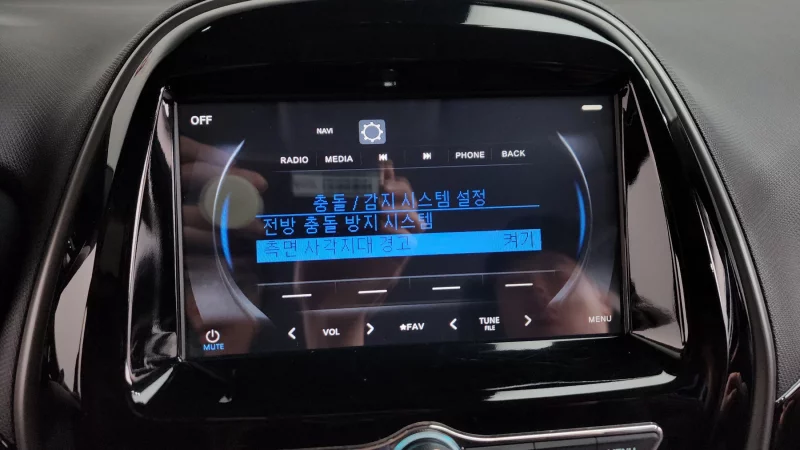 OFF
NAVI
RADIO MEDIA PHONE BACK
충돌 / 감지 시스템 설정
전방 충돌 방지 시스템
측면 사각지대 경고 켜기
VOL ★FAV TUNE
FILE
MENU
MUTE